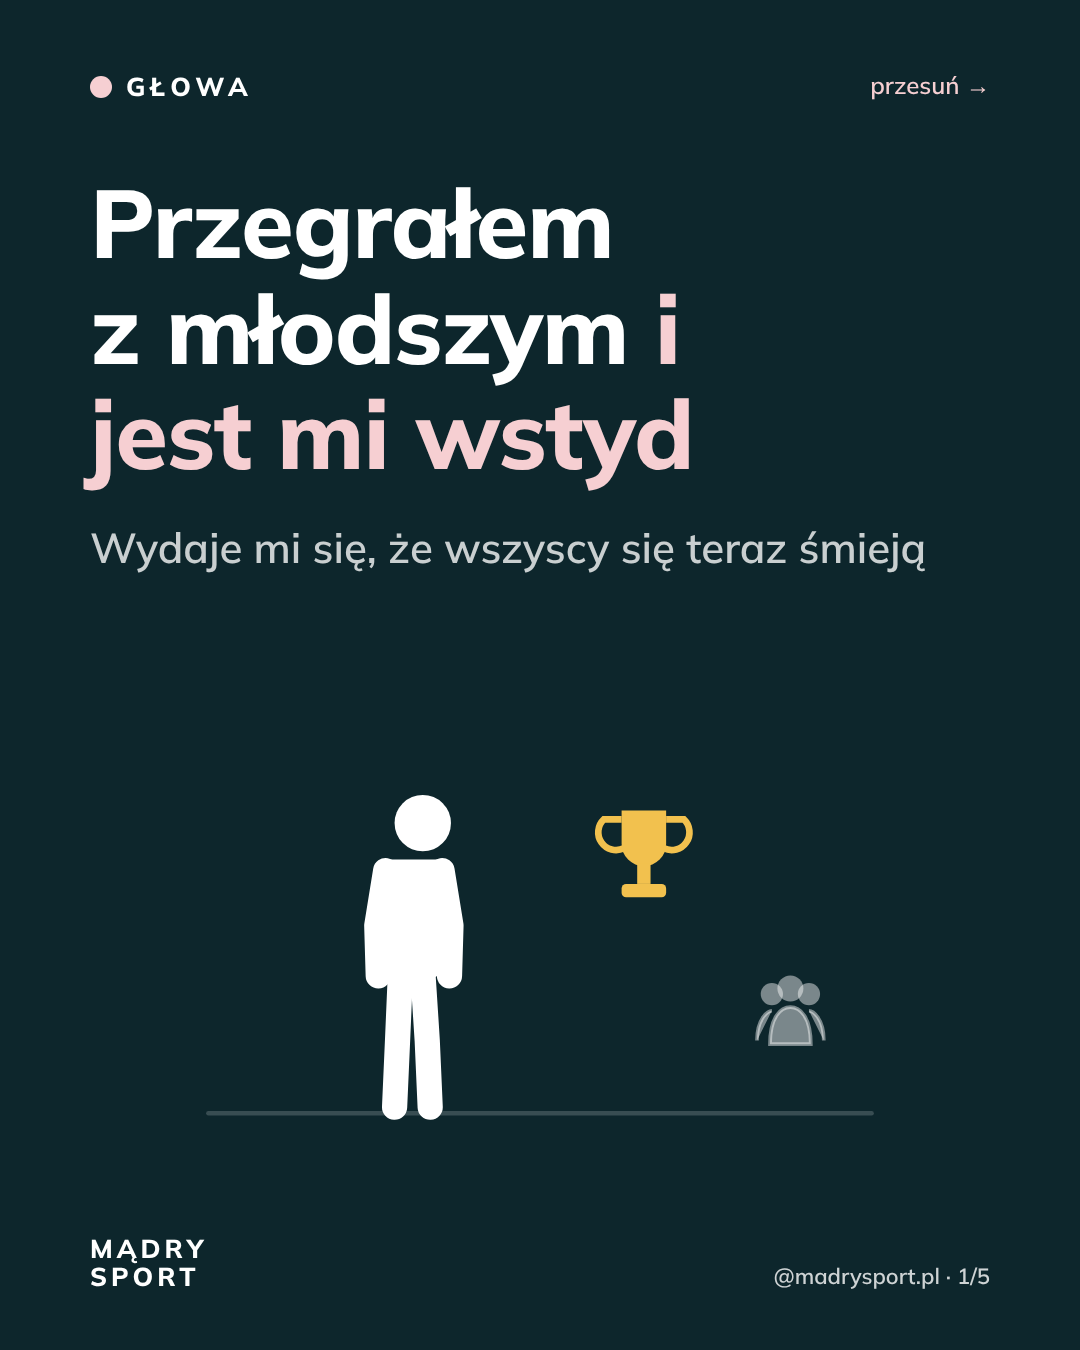 GŁOWA
przesuń →
Przegrałem
z młodszym i
jest mi wstyd
Wydaje mi się, że wszyscy się teraz śmieją
MĄDRY
SPORT
@madrysport.pl · 1/5